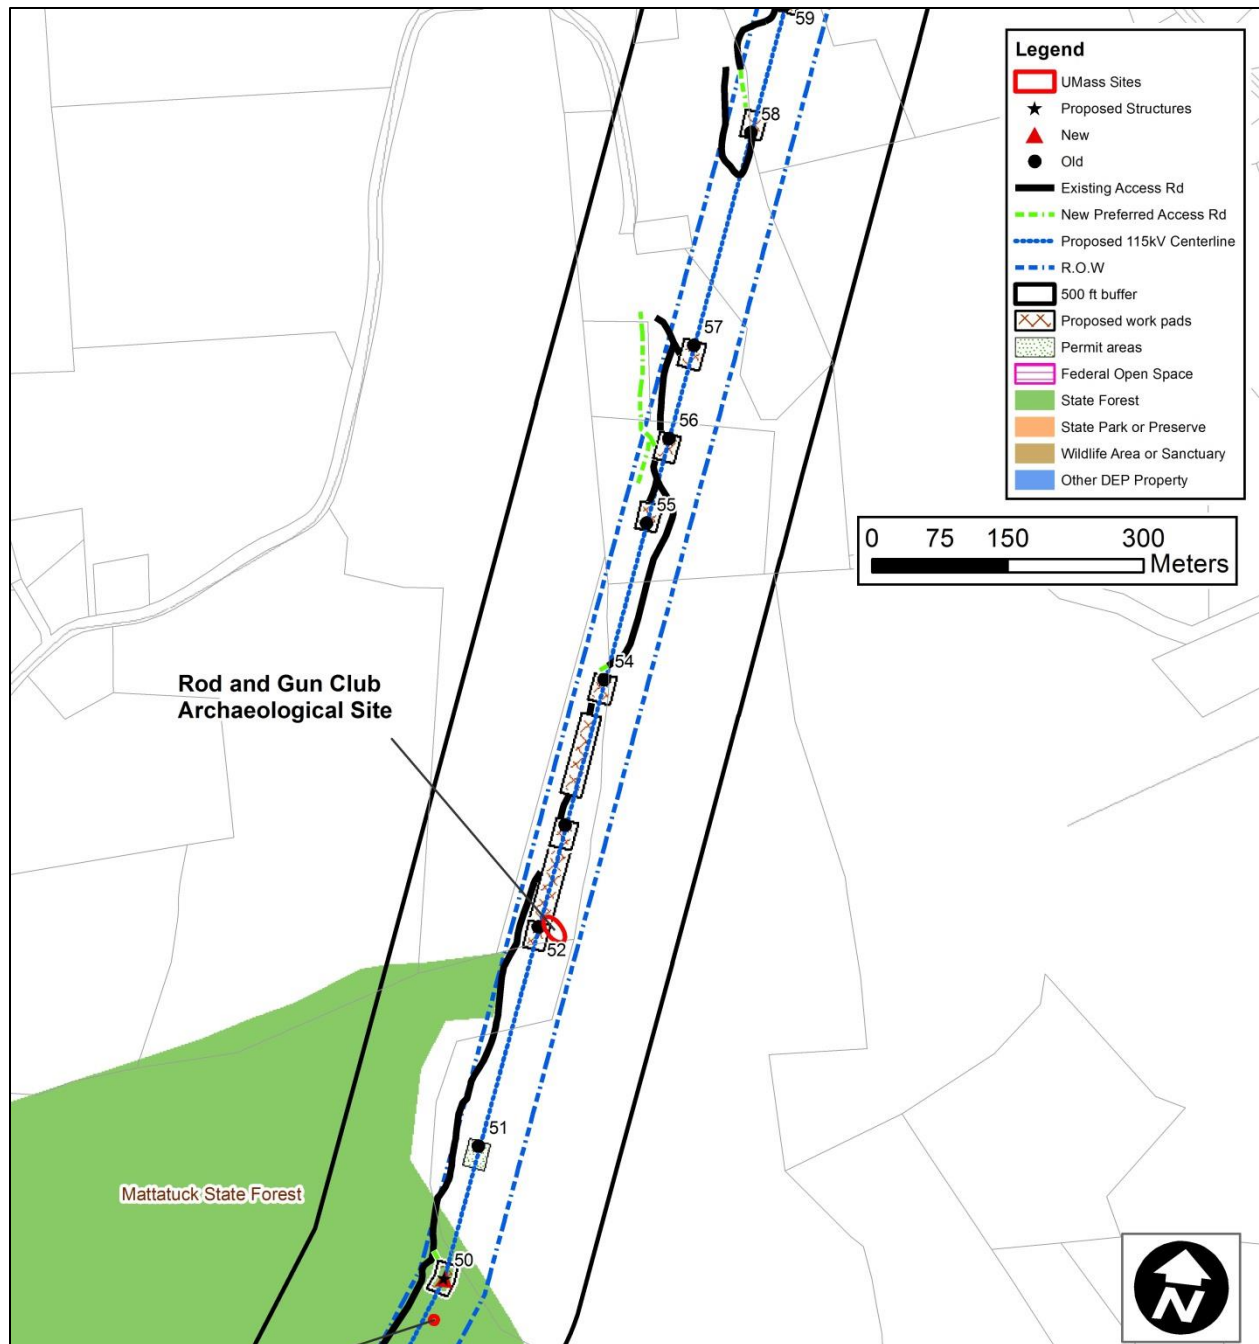 59
58
57
56
55
54
52
51
50
Rod and Gun Club
Archaeological Site
Mattatuck State Forest
Legend
UMass Sites
Proposed Structures
New
Old
Existing Access Rd
New Preferred Access Rd
Proposed 115kV Centerline
R.O.W
500 ft buffer
Proposed work pads
Permit areas
Federal Open Space
State Forest
State Park or Preserve
Wildlife Area or Sanctuary
Other DEP Property
0 75 150 300
Meters
N